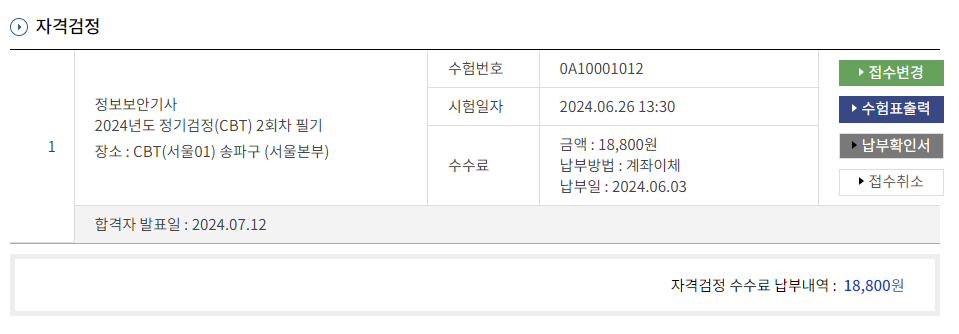 자격검정
1
정보보안기사
2024년도 정기검정(CBT) 2회차 필기
장소 : CBT(서울01) 송파구 (서울본부)
수험번호
0A10001012
시험일자
2024.06.26 13:30
수수료
금액 : 18,800원
납부방법 : 계좌이체
납부일 : 2024.06.03
접수변경
수험표출력
납부확인서
접수취소
합격자 발표일 : 2024.07.12
자격검정 수수료 납부내역 : 18,800원